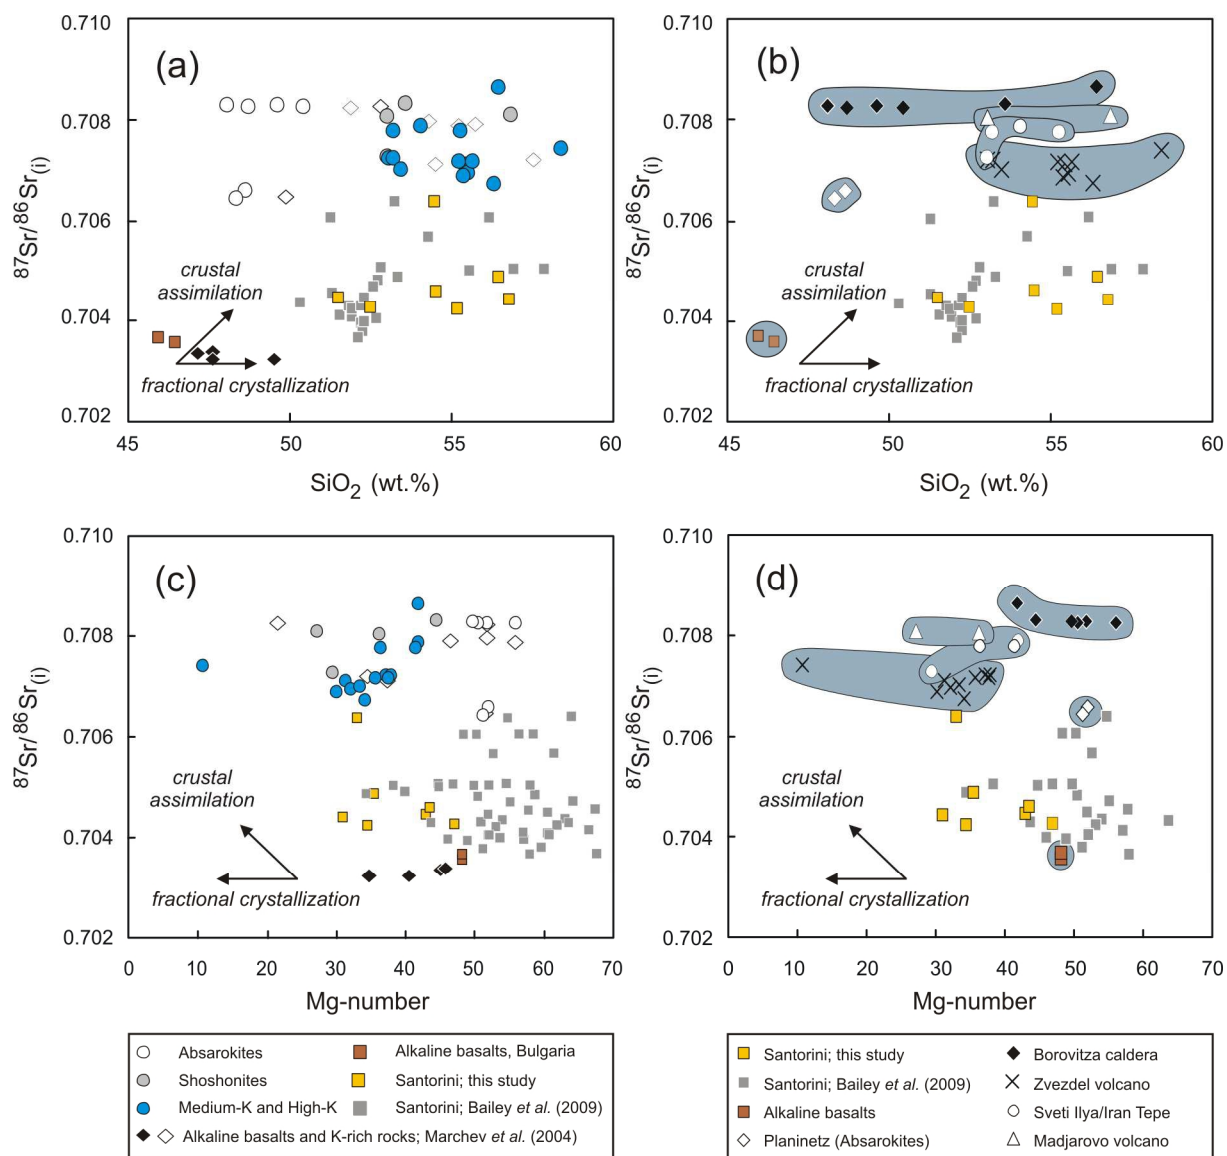 (a)
0.710
0.708
0.706
0.704
0.702
87Sr/86Sr(i)
crustal
assimilation
fractional crystallization
45 50 55 60
SiO2 (wt.%)
(b)
0.710
0.708
0.706
0.704
0.702
87Sr/86Sr(i)
crustal
assimilation
fractional crystallization
45 50 55 60
SiO2 (wt.%)
(c)
0.710
0.708
0.706
0.704
0.702
87Sr/86Sr(i)
crustal
assimilation
fractional crystallization
0 10 20 30 40 50 60 70
Mg-number
(d)
0.710
0.708
0.706
0.704
0.702
87Sr/86Sr(i)
crustal
assimilation
fractional crystallization
0 10 20 30 40 50 60 70
Mg-number
Absarokites
Shoshonites
Medium-K and High-K
Alkaline basalts, Bulgaria
Santorini; this study
Santorini; Bailey et al. (2009)
Alkaline basalts and K-rich rocks; Marchev et al. (2004)
Santorini; this study
Santorini; Bailey et al. (2009)
Alkaline basalts
Planinetz (Absarokites)
Borovitza caldera
Zvezdel volcano
Sveti Ilya/Iran Tepe
Madjarovo volcano